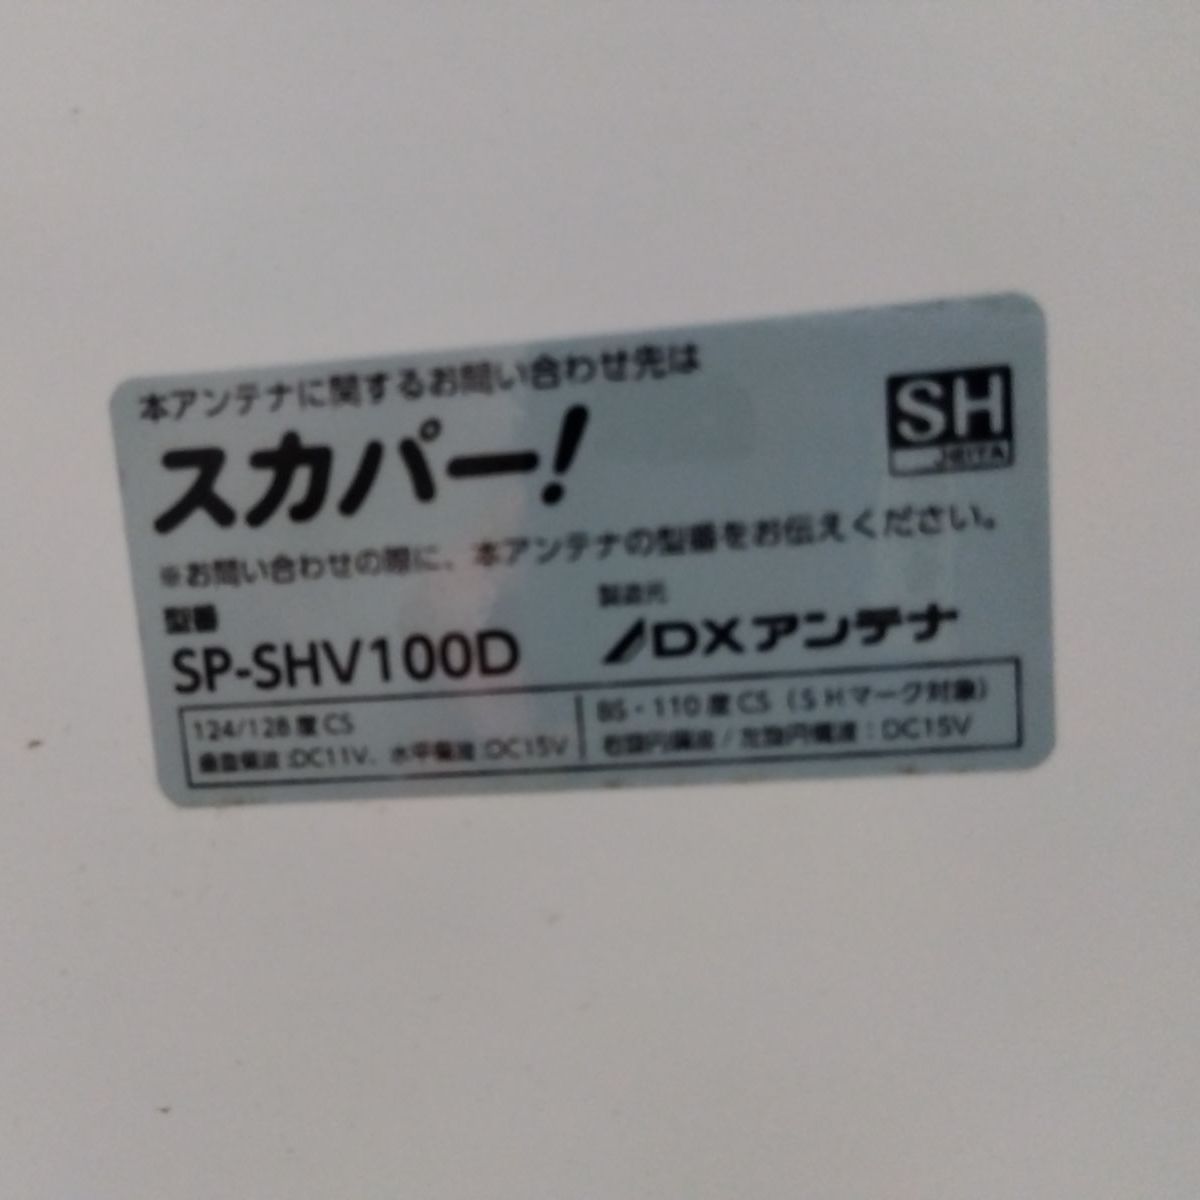 本アンテナに関するお問い合わせ先は
スカパー!
SH
JEITA
※お問い合わせの際に、本アンテナの型番をお伝えください。
型番
SP-SHV100D
製造元
DXアンテナ
124/128度CS
垂直偏波:DC11V、水平偏波:DC15V
BS・110度CS(SHマーク対象)
右旋円偏波/左旋円偏波:DC15V